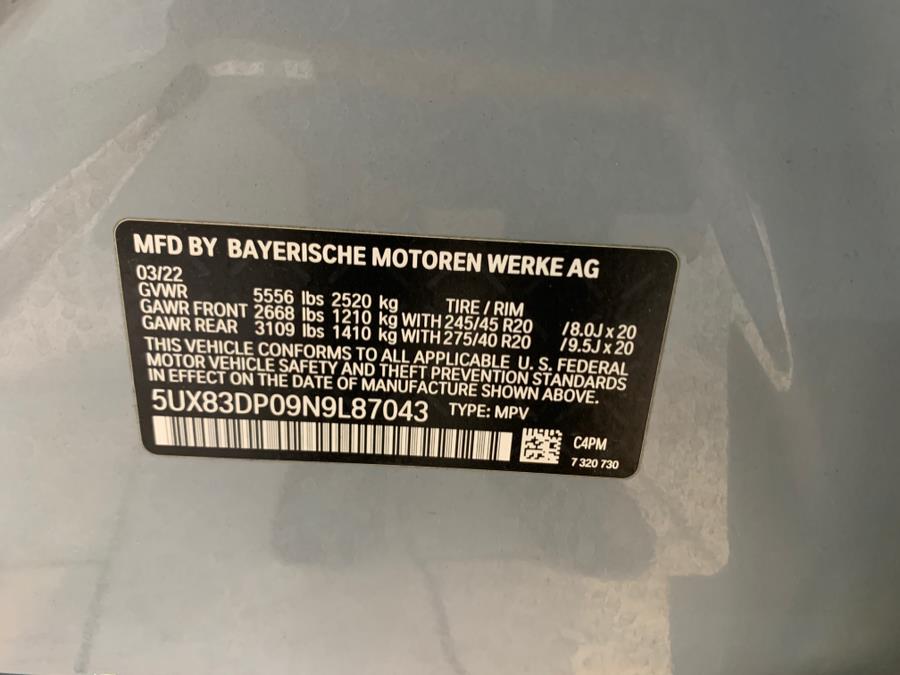 MFD BY BAYERISCHE MOTOREN WERKE AG
03/22
GVWR 5556 lbs 2520 kg TIRE / RIM
GAWR FRONT 2668 lbs 1210 kg WITH 245/45 R20 /8.0J x 20
GAWR REAR 3109 lbs 1410 kg WITH 275/40 R20 /9.5J x 20
THIS VEHICLE CONFORMS TO ALL APPLICABLE U. S. FEDERAL
MOTOR VEHICLE SAFETY AND THEFT PREVENTION STANDARDS
IN EFFECT ON THE DATE OF MANUFACTURE SHOWN ABOVE.
5UX83DP09N9L87043 TYPE: MPV
C4PM
7 320 730